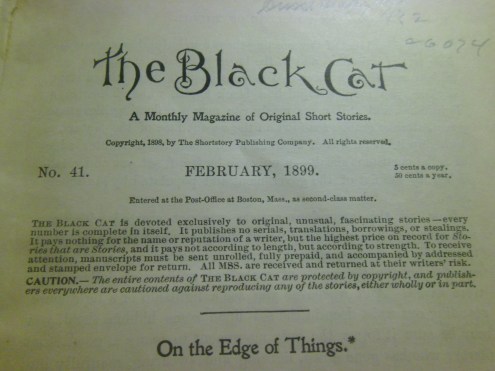 26074
The Black Cat
A Monthly Magazine of Original Short Stories.
Copyright, 1898, by The Shortstory Publishing Company. All rights reserved.
No. 41. FEBRUARY, 1899. 5 cents a copy.
50 cents a year.
Entered at the Post-Office at Boston, Mass., as second-class matter.
THE BLACK CAT is devoted exclusively to original, unusual, fascinating stories — every
number is complete in itself. It publishes no serials, translations, borrowings, or stealings.
It pays nothing for the name or reputation of a writer, but the highest price on record for Sto-
ries that are Stories, and it pays not according to length, but according to strength. To receive
attention, manuscripts must be sent unrolled, fully prepaid, and accompanied by addressed
and stamped envelope for return. All MSS. are received and returned at their writers' risk.
CAUTION. — The entire contents of THE BLACK CAT are protected by copyright, and publish-
ers everywhere are cautioned against reproducing any of the stories, either wholly or in part.
On the Edge of Things.*